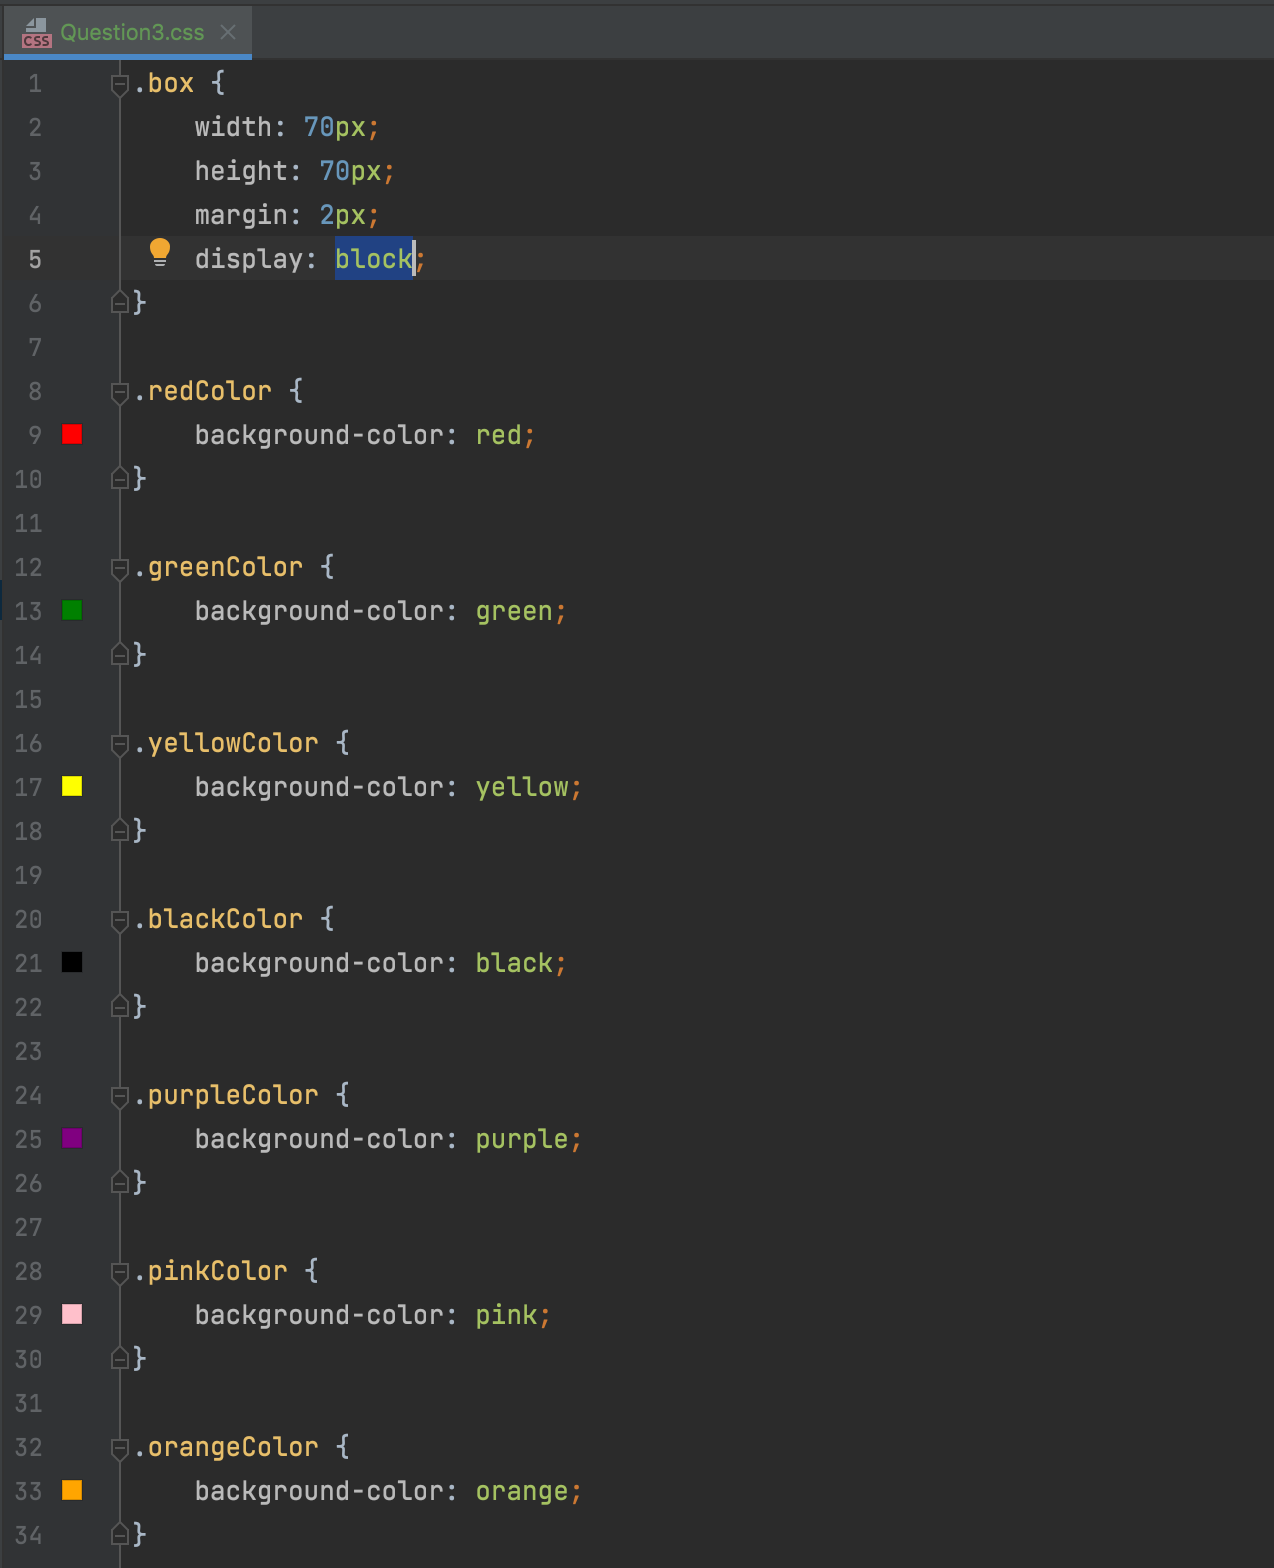 Question3.css
CSS
1 .box {
2 width: 70px;
3 height: 70px;
4 margin: 2px;
5 display: block;
6 }
7
8 .redColor {
9 background-color: red;
10 }
11
12 .greenColor {
13 background-color: green;
14 }
15
16 .yellowColor {
17 background-color: yellow;
18 }
19
20 .blackColor {
21 background-color: black;
22 }
23
24 .purpleColor {
25 background-color: purple;
26 }
27
28 .pinkColor {
29 background-color: pink;
30 }
31
32 .orangeColor {
33 background-color: orange;
34 }